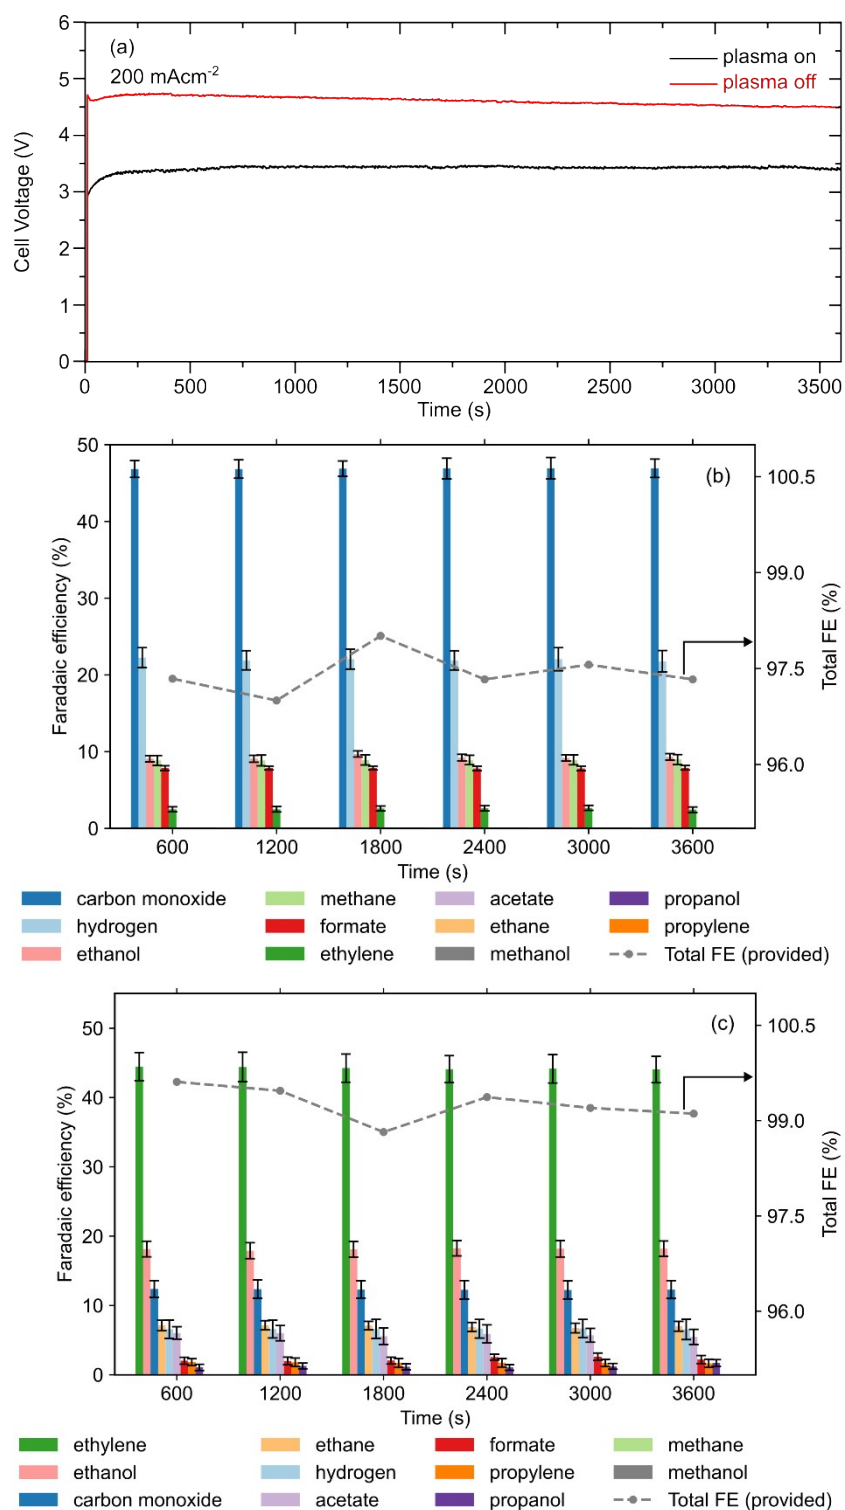 (a)
200 mAcm-2
plasma on
plasma off
6
5
4
3
2
1
0
Cell Voltage (V)
0 500 1000 1500 2000 2500 3000 3500
Time (s)
(b)
50
40
30
20
10
0
Faradaic efficiency (%)
100.5
99.0
97.5
96.0
Total FE (%)
600 1200 1800 2400 3000 3600
Time (s)
carbon monoxide methane acetate propanol
hydrogen formate ethane propylene
ethanol ethylene methanol Total FE (provided)
(c)
50
40
30
20
10
0
Faradaic efficiency (%)
100.5
99.0
97.5
96.0
Total FE (%)
600 1200 1800 2400 3000 3600
Time (s)
ethylene ethane formate methane
ethanol hydrogen propylene methanol
carbon monoxide acetate propanol Total FE (provided)